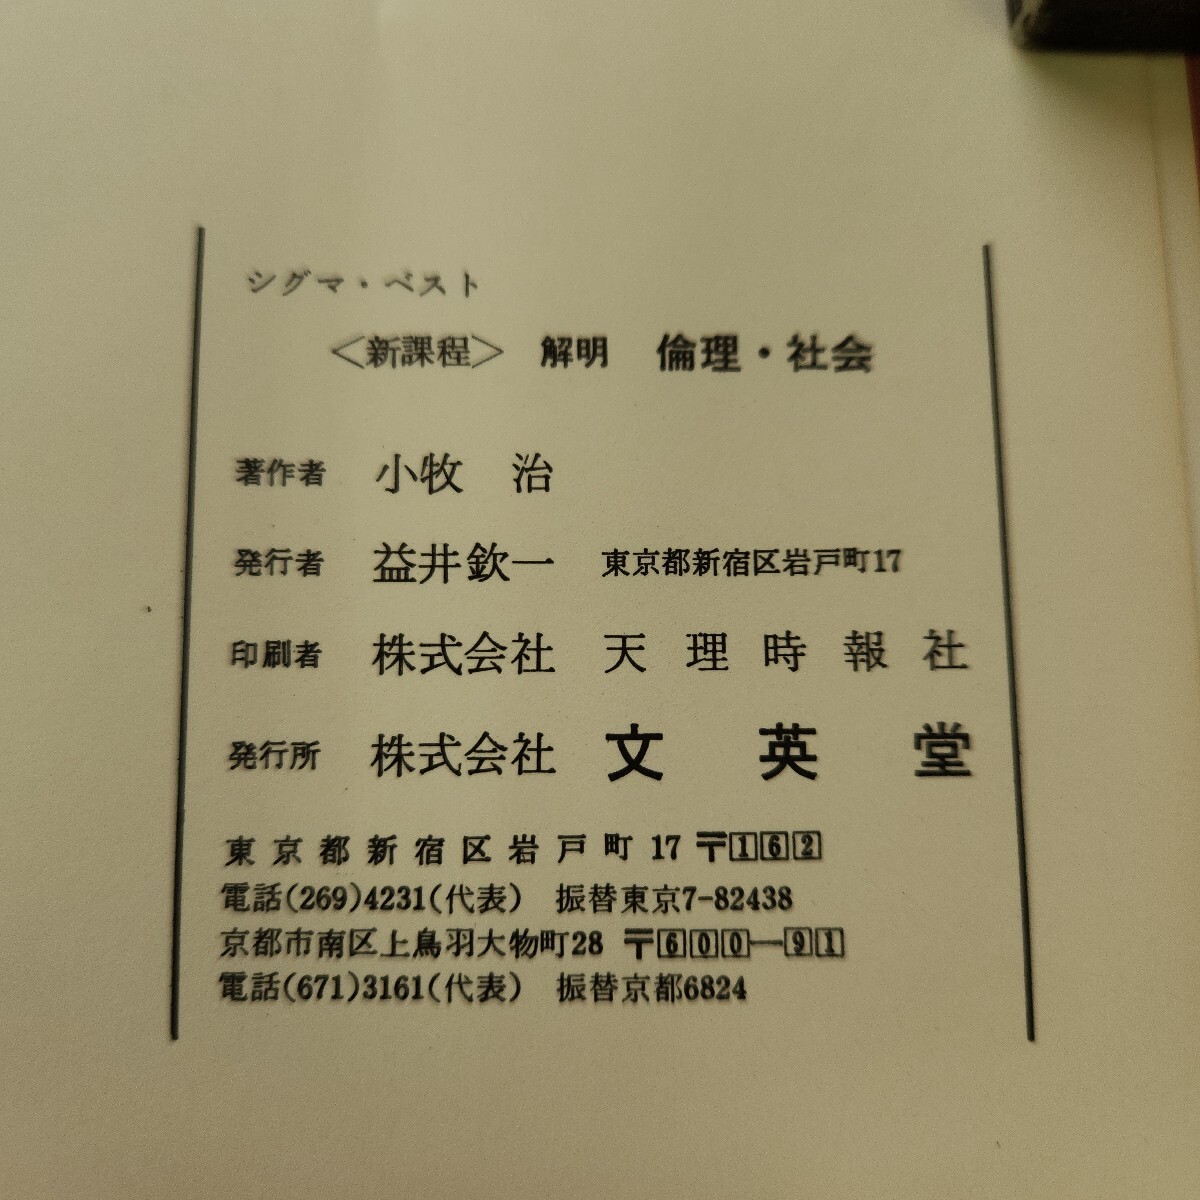 シグマ・ベスト
＜新課程＞ 解明 倫理・社会
著作者 小牧 治
発行者 益井欽一 東京都新宿区岩戸町17
印刷者 株式会社 天理時報社
発行所 株式会社 文英堂
東京都新宿区岩戸町17 〒162
電話(269)4231(代表) 振替東京7-82438
京都市南区上鳥羽大物町28 〒600-91
電話(671)3161(代表) 振替京都6824